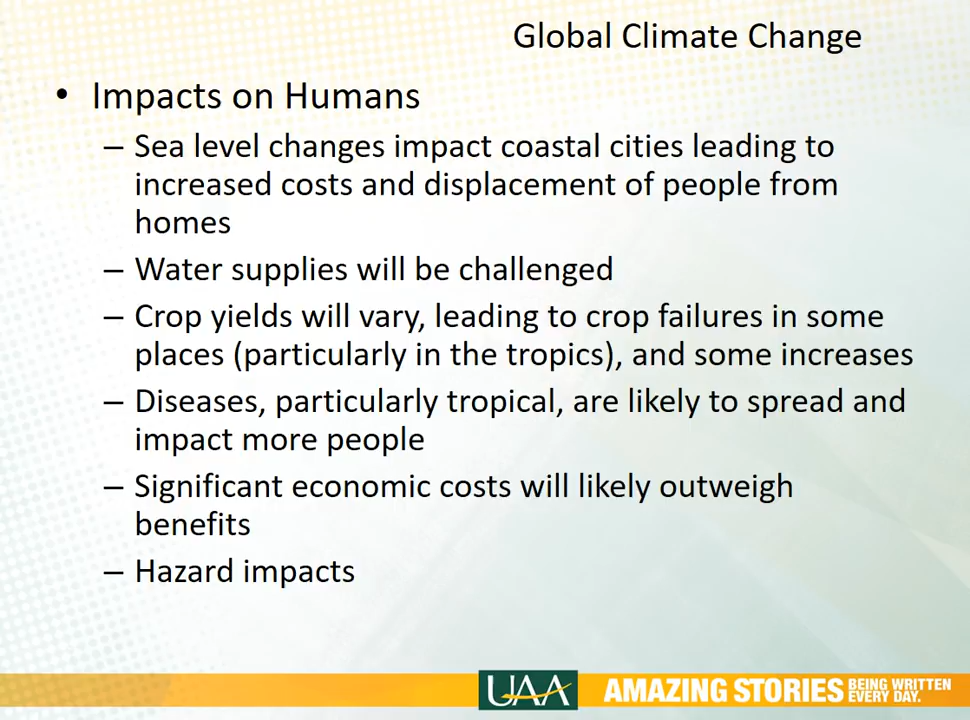 Global Climate Change
• Impacts on Humans
– Sea level changes impact coastal cities leading to
increased costs and displacement of people from
homes
– Water supplies will be challenged
– Crop yields will vary, leading to crop failures in some
places (particularly in the tropics), and some increases
– Diseases, particularly tropical, are likely to spread and
impact more people
– Significant economic costs will likely outweigh
benefits
– Hazard impacts
UAA
AMAZING STORIES BEING WRITTEN
EVERY DAY.